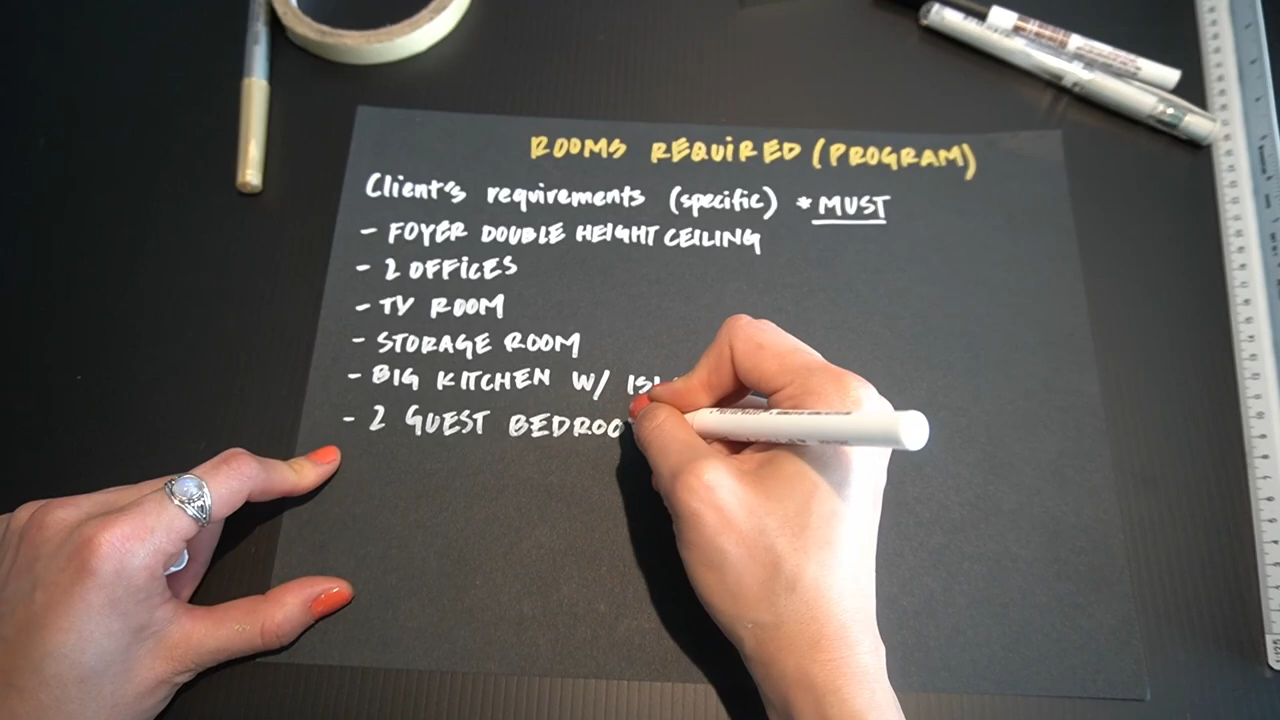 ROOMS REQUIRED (PROGRAM)
Client's requirements (specific) * MUST
- FOYER DOUBLE HEIGHT CEILING
- 2 OFFICES
- TV ROOM
- STORAGE ROOM
- BIG KITCHEN W/
- 2 GUEST